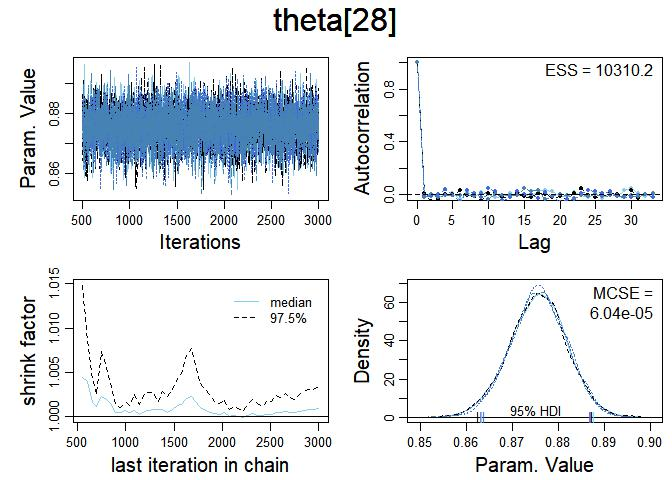 theta[28]
Param. Value
0.86
0.88
500
1000
1500
2000
2500
3000
Iterations
Autocorrelation
0.0
0.4
0.8
ESS = 10310.2
0
5
10
15
20
25
30
Lag
shrink factor
1.000
1.005
1.010
1.015
median
97.5%
500
1000
1500
2000
2500
3000
last iteration in chain
Density
0
20
40
60
MCSE =
6.04e-05
95% HDI
0.85
0.86
0.87
0.88
0.89
0.90
Param. Value